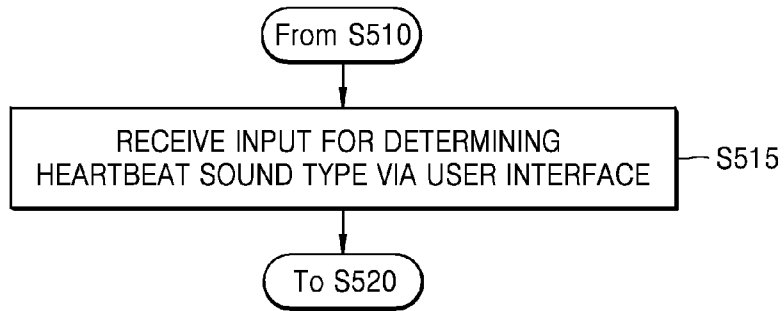 From S510
RECEIVE INPUT FOR DETERMINING
HEARTBEAT SOUND TYPE VIA USER INTERFACE
S515
To S520